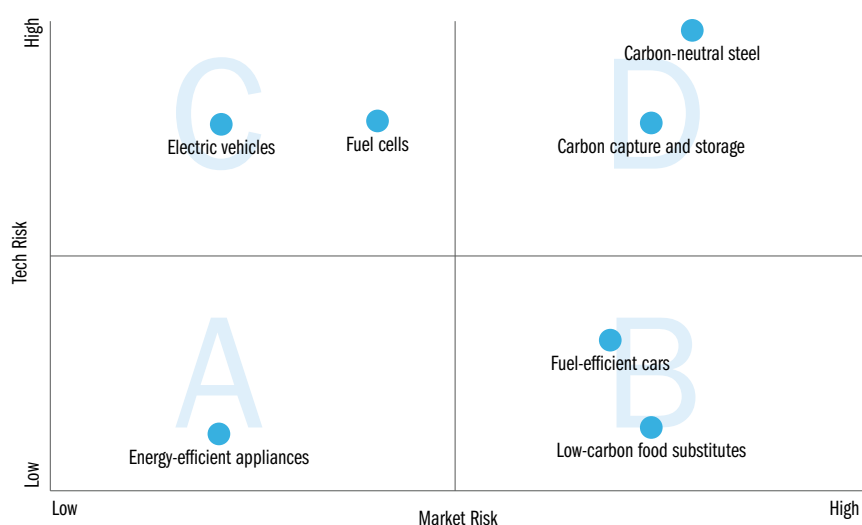 High
Carbon-neutral steel
C
D
Electric vehicles
Fuel cells
Carbon capture and storage
Tech Risk
A
B
Fuel-efficient cars
Energy-efficient appliances
Low-carbon food substitutes
Low
Low
Market Risk
High